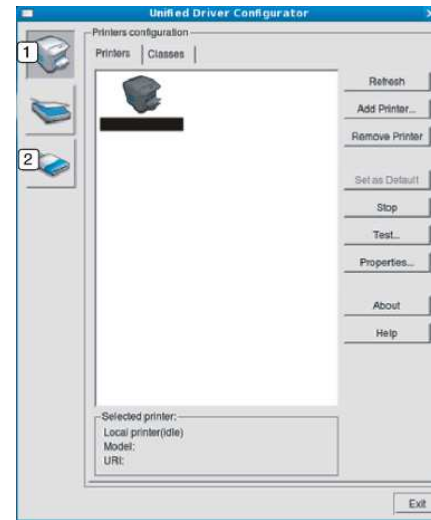 Unified Driver Configurator
Printers configuration
1
Printers Classes
Refresh
Add Printer...
Remove Printer
2
Set as Default
Stop
Test...
Properties...
About
Help
Selected printer:
Local printer(idle)
Model:
URI:
Exit